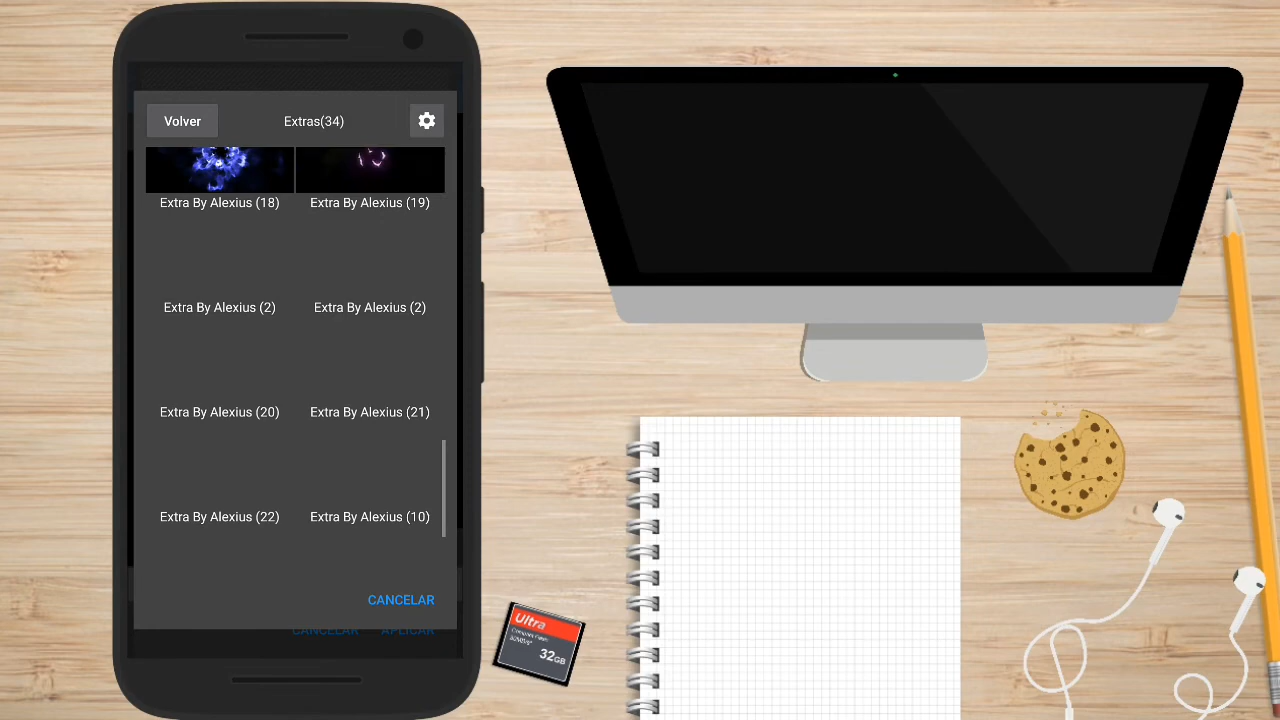 Volver
Extras(34)
Extra By Alexius (18)
Extra By Alexius (19)
Extra By Alexius (2)
Extra By Alexius (2)
Extra By Alexius (20)
Extra By Alexius (21)
Extra By Alexius (22)
Extra By Alexius (10)
CANCELAR
CANCELAR
APLICAR
Ultra
32GB